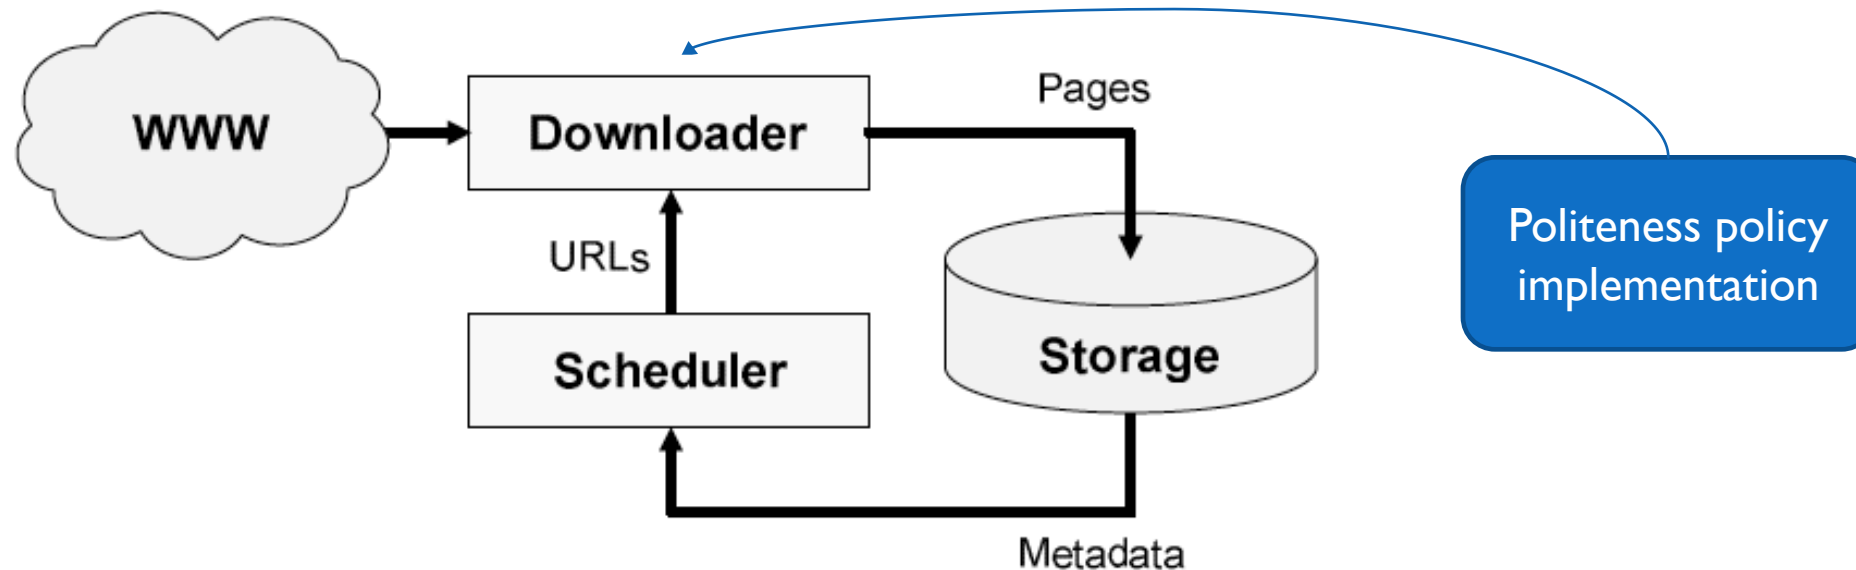 Pages
WWW
Downloader
Politeness policy
implementation
URLs
Storage
Scheduler
Metadata